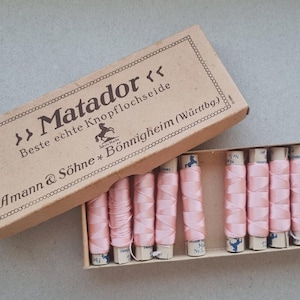 ›› Matador ‹‹
Beste echte Knopflochseide
Amann & Söhne * Bönnigheim (Württbg.)